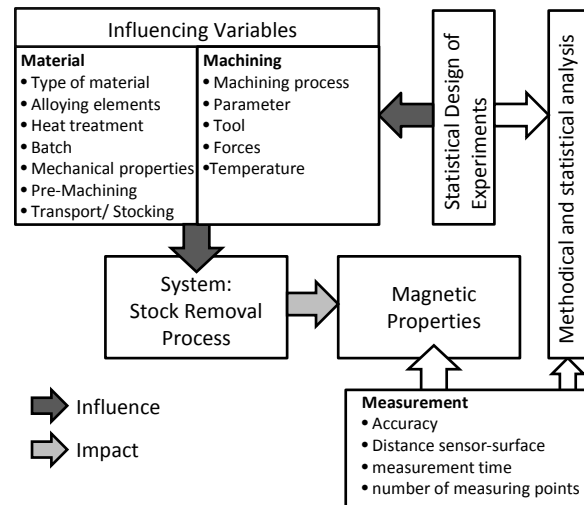 Influencing Variables
Material
• Type of material
• Alloying elements
• Heat treatment
• Batch
• Mechanical properties
• Pre-Machining
• Transport/ Stocking
Machining
• Machining process
• Parameter
• Tool
• Forces
•Temperature
Statistical Design of
Experiments
Methodical and statistical analysis
System:
Stock Removal
Process
Magnetic
Properties
Influence
Impact
Measurement
• Accuracy
• Distance sensor-surface
• measurement time
• number of measuring points